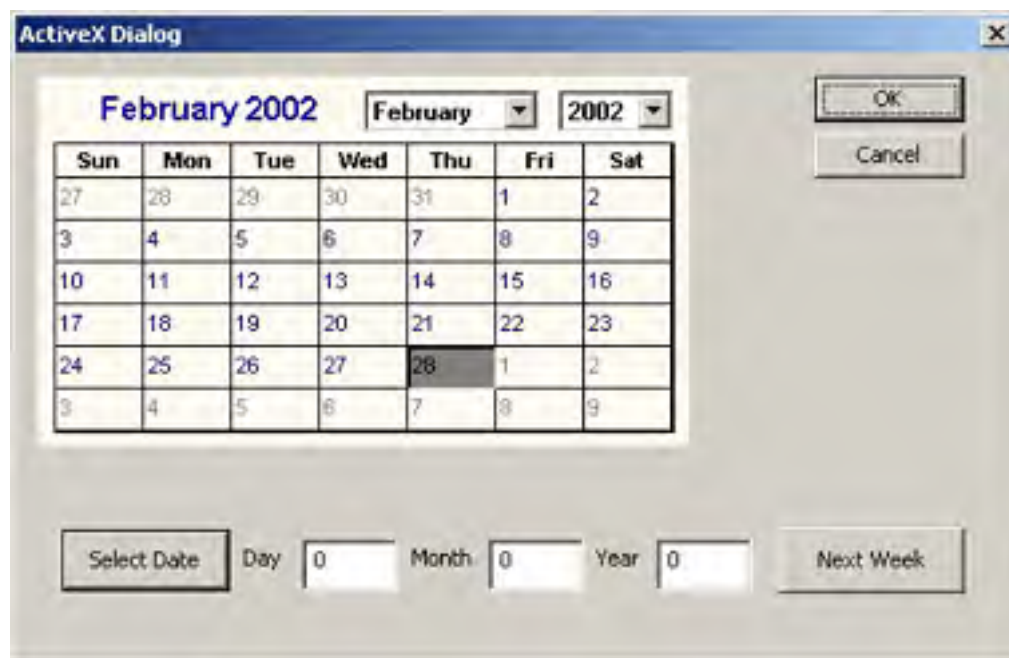 ActiveX Dialog
February 2002 February 2002
OK
Cancel
Sun Mon Tue Wed Thu Fri Sat
27 28 29 30 31 1 2
3 4 5 6 7 8 9
10 11 12 13 14 15 16
17 18 19 20 21 22 23
24 25 26 27 28 1 2
3 4 5 6 7 8 9
Select Date Day 0 Month 0 Year 0 Next Week